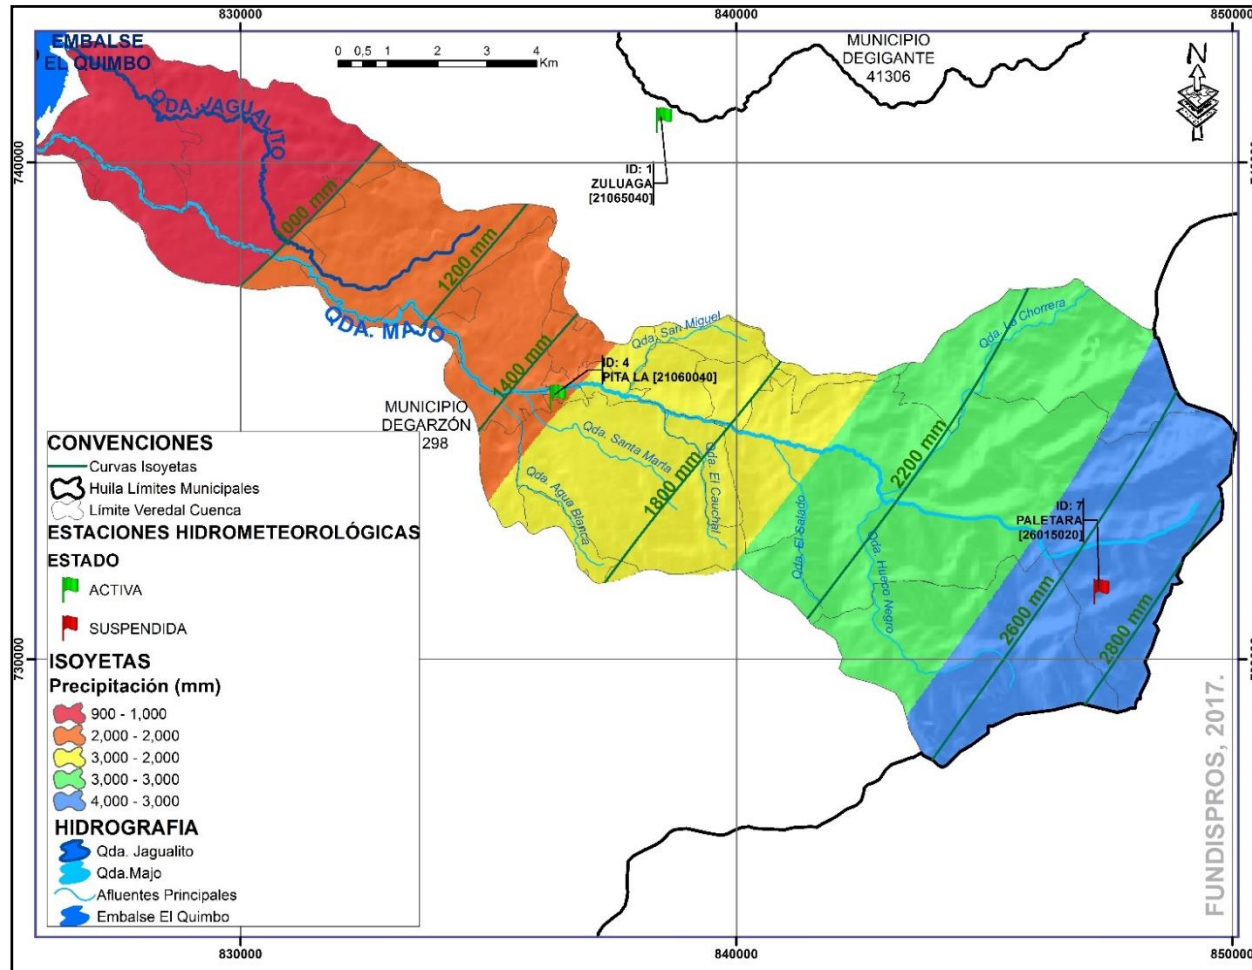 830000
840000
850000
EMBALSE
EL QUIMBO
0 0,5 1 2 3 4
Km
MUNICIPIO
DEGIGANTE
41306
N
QDA. JAGUALITO
740000
ID: 1
ZULUAGA
[21065040]
000 mm
1200 mm
QDA. MAJO
Qda. San Miguel
Qda. La Chorrera
1400 mm
ID: 4
PITA LA [21060040]
MUNICIPIO
DEGARZÓN
298
Qda. Santa Marta
Qda. El Cauchal
1800 mm
2200 mm
Qda. Agua Blanca
Qda. El Salado
Qda. Hueco Negro
ID: 7
PALETARA
[26015020]
2600 mm
2800 mm
730000
CONVENCIONES
Curvas Isoyetas
Huila Límites Municipales
Límite Veredal Cuenca
ESTACIONES HIDROMETEOROLÓGICAS
ESTADO
ACTIVA
SUSPENDIDA
ISOYETAS
Precipitación (mm)
900 - 1,000
2,000 - 2,000
3,000 - 2,000
3,000 - 3,000
4,000 - 3,000
HIDROGRAFIA
Qda. Jagualito
Qda.Majo
Afluentes Principales
Embalse El Quimbo
FUNDISPROS, 2017.
830000
840000
850000